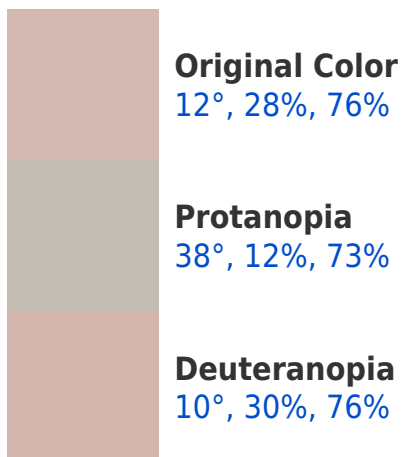 Original Color
12°, 28%, 76%
Protanopia
38°, 12%, 73%
Deuteranopia
10°, 30%, 76%